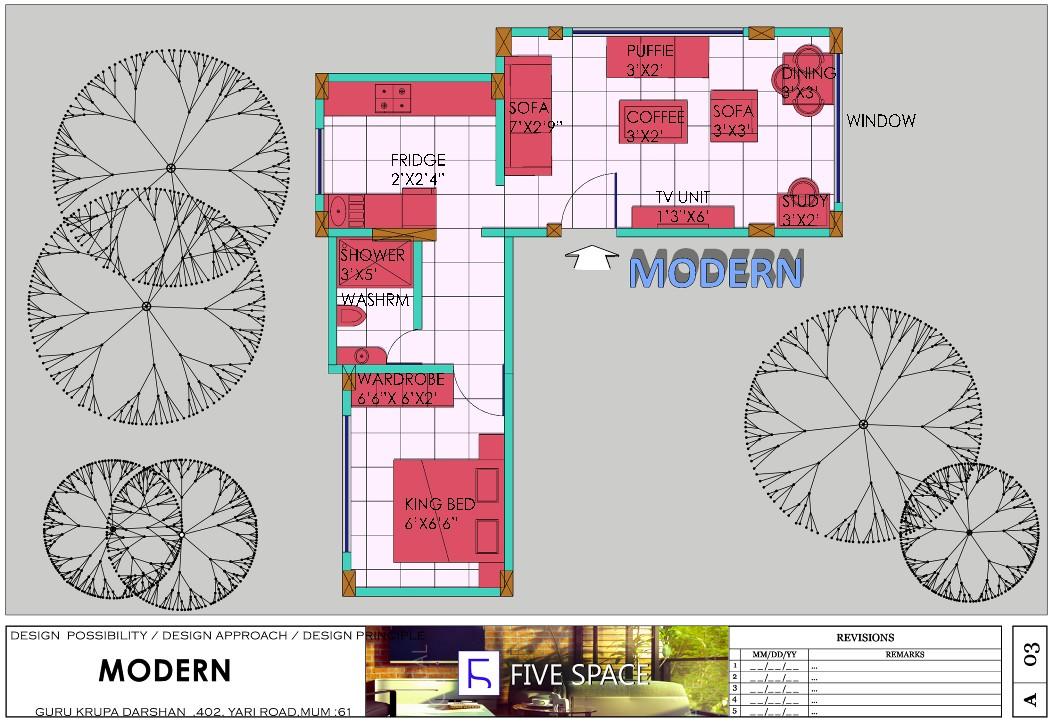 PUFFIE
3'X2'
DINING
3'X3'
SOFA
7'X2'9"
COFFEE
3'X2'
SOFA
3'X3'
WINDOW
FRIDGE
2'X2'4"
TV UNIT
1'3"X6'
STUDY
3'X2'
SHOWER
3'X5'
MODERN
WASHRM
WARDROBE
6'6"X 6"X2'
KING BED
6'X6'6"
DESIGN POSSIBILITY / DESIGN APPROACH / DESIGN PRINCIPLE
MODERN
GURU KRUPA DARSHAN ,402, YARI ROAD,MUM :61
FIVE SPACE
REVISIONS
MM/DD/YY REMARKS
1 __/__/__ ...
2 __/__/__ ...
3 __/__/__ ...
4 __/__/__ ...
5 __/__/__ ...
03
A